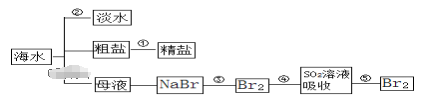 ② 淡水
海水 粗盐 ① 精盐
母液 NaBr ③ Br₂ ④ SO₂溶液吸收 ⑤ Br₂